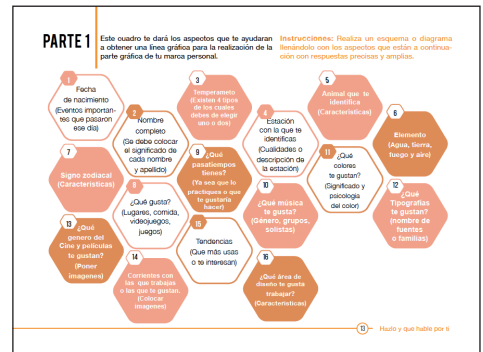 PARTE 1
Este cuadro te dará los aspectos que te ayudaran
a obtener una línea gráfica para la realización de la
parte gráfica de tu marca personal.
Instrucciones: Realiza un esquema o diagrama
llenándolo con los aspectos que están a continua-
ción con respuestas precisas y amplias.
1
Fecha
de nacimiento
(Eventos importan-
tes que pasaron
ese día)
2
Nombre
completo
(Se debe colocar
el significado de
cada nombre
y apellido)
3
Temperameto
(Existen 4 tipos
de los cuales
debes de elegir
uno o dos)
4
Estación
con la que te
identificas
(Cualidades o
descripción de
la estación)
5
Animal que te
identifica
(Características)
6
Elemento
(Agua, tierra,
fuego y aire)
7
Signo zodiacal
(Características)
8
¿Qué gusta?
(Lugares, comida,
videojuegos,
juegos)
9
¿Qué
pasatiempos
tienes?
(Ya sea que lo
practiques o que
te gustaría
hacer)
10
¿Qué música
te gusta?
(Género, grupos,
solistas)
11
¿Qué
colores
te gustan?
(Significado y
psicología
del color)
12
¿Qué
Tipografías
te gustan?
(nombre de
fuentes
o familias)
13
¿Qué
genero del
Cine y películas
te gustan?
(Poner
imagenes)
14
Corrientes con
las que trabajas
o las que te gustan.
(Colocar
imagenes)
15
Tendencias
(Que más usas
o te interesan)
16
¿Qué área de
diseño te gusta
trabajar?
(Características)
13
Hazlo y que hable por tí